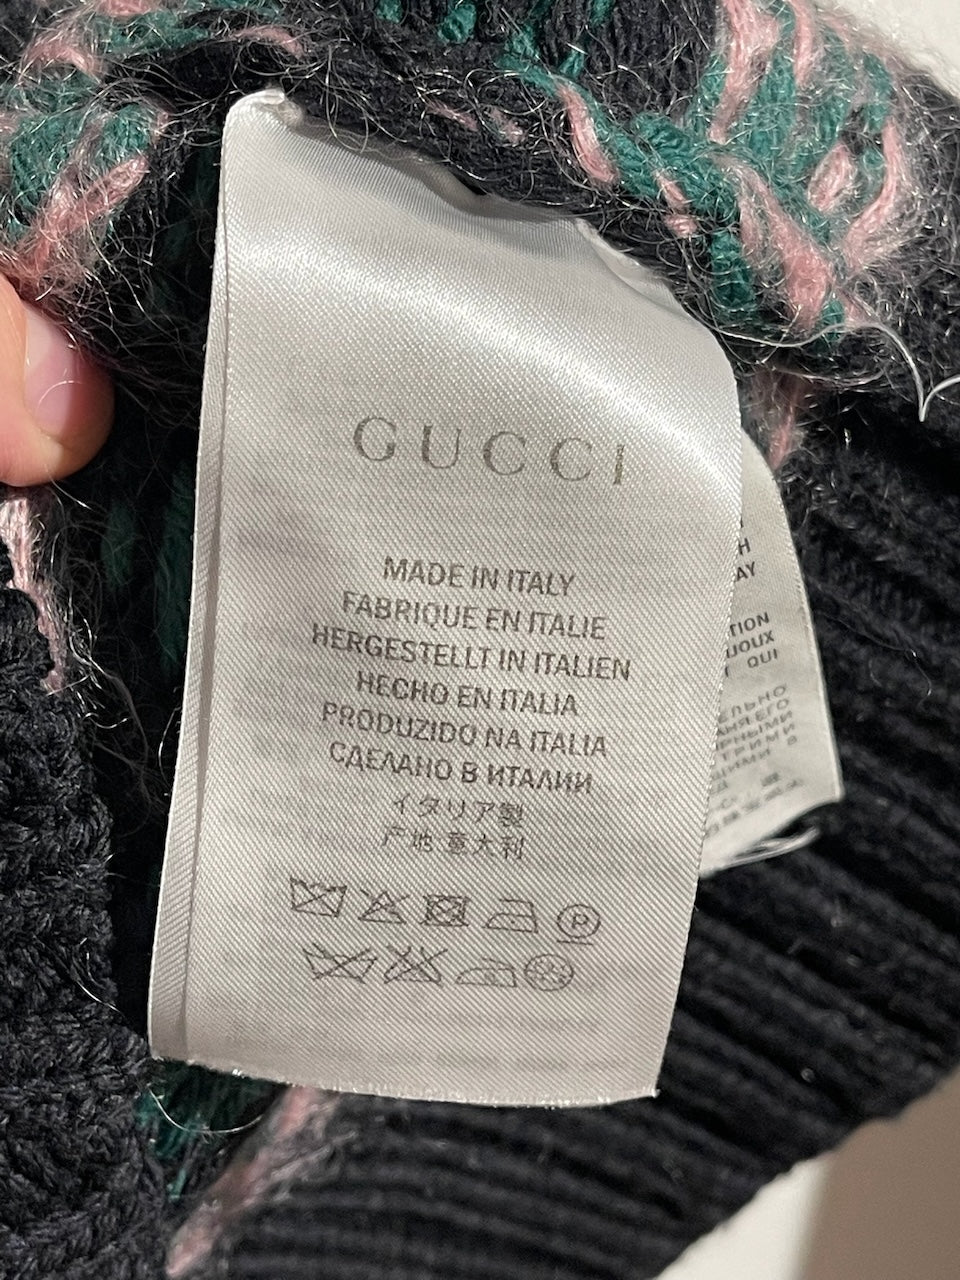 GUCCI
MADE IN ITALY
FABRIQUE EN ITALIE
HERGESTELLT IN ITALIEN
HECHO EN ITALIA
PRODUZIDO NA ITALIA
СДЕЛАНО В ИТАЛИИ
イタリア製
产地 意大利
P
QUI